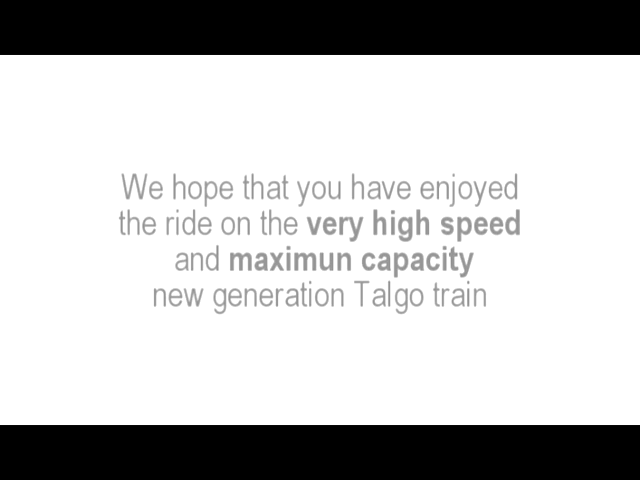 We hope that you have enjoyed
the ride on the very high speed
and maximun capacity
new generation Talgo train